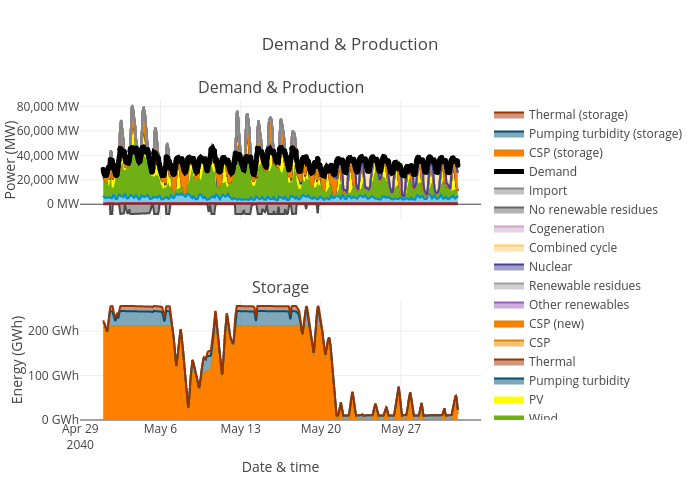 Demand & Production
Demand & Production
Power (MW)
80,000 MW
60,000 MW
40,000 MW
20,000 MW
0 MW
Storage
Energy (GWh)
200 GWh
100 GWh
0 GWh
Apr 29
2040
May 6
May 13
May 20
May 27
Date & time
Thermal (storage)
Pumping turbidity (storage)
CSP (storage)
Demand
Import
No renewable residues
Cogeneration
Combined cycle
Nuclear
Renewable residues
Other renewables
CSP (new)
CSP
Thermal
Pumping turbidity
PV
Wind